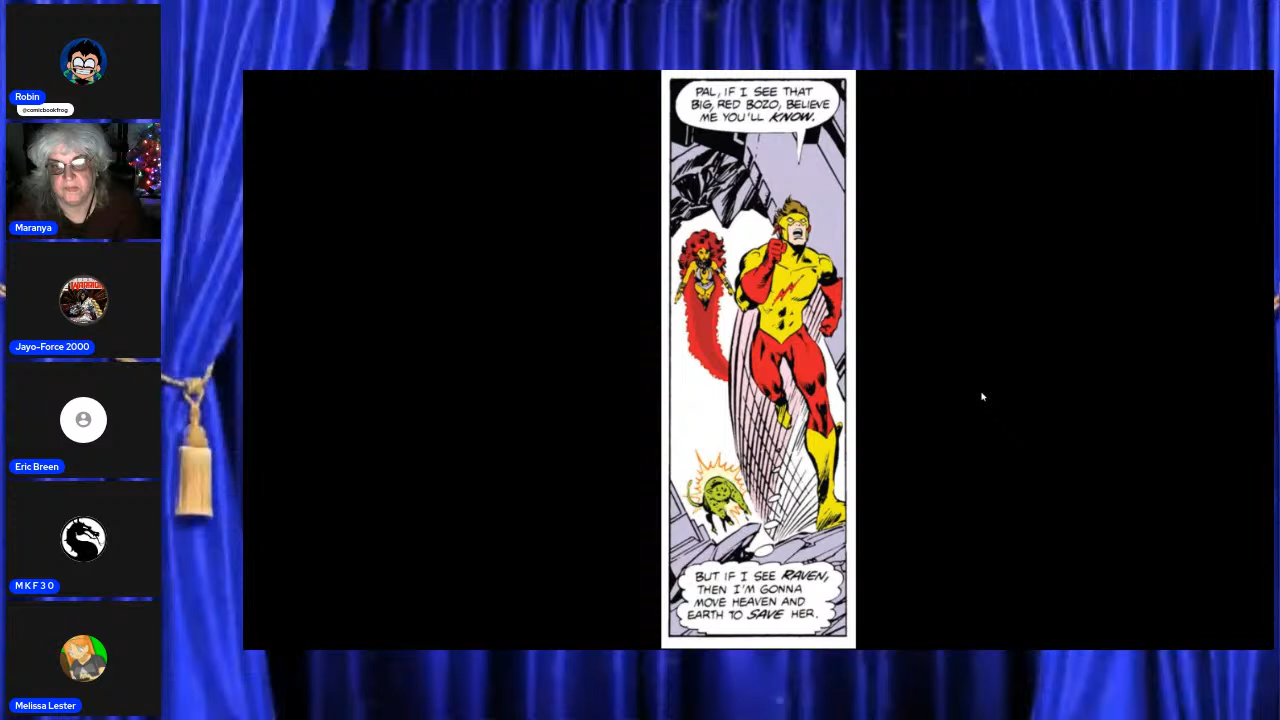 Robin
@comicbookfrog
Maranya
Jayo-Force 2000
Eric Breen
M K F 3 0
Melissa Lester
PAL, IF I SEE THAT
BIG, RED BOZO, BELIEVE
ME YOU'LL KNOW.
BUT IF I SEE RAVEN,
THEN I'M GONNA
MOVE HEAVEN AND
EARTH TO SAVE HER.